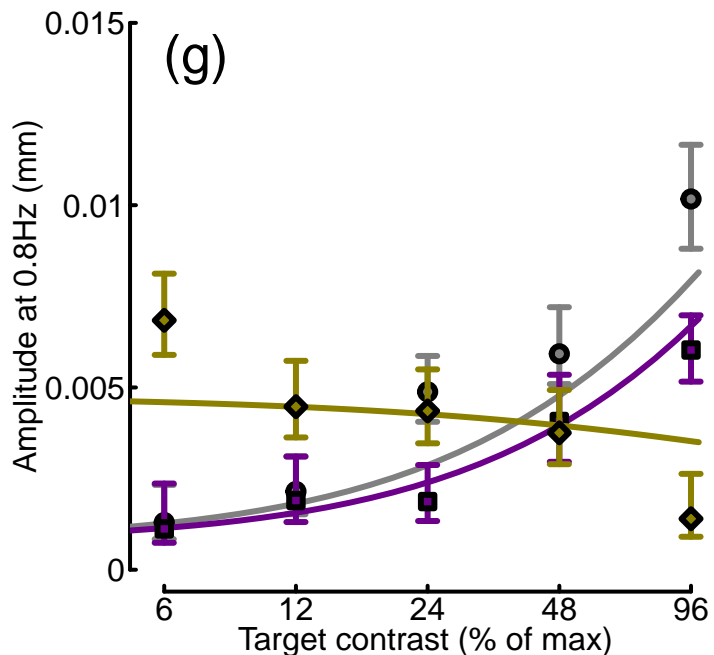 (g)
0.015
0.01
0.005
0
Amplitude at 0.8Hz (mm)
6 12 24 48 96
Target contrast (% of max)